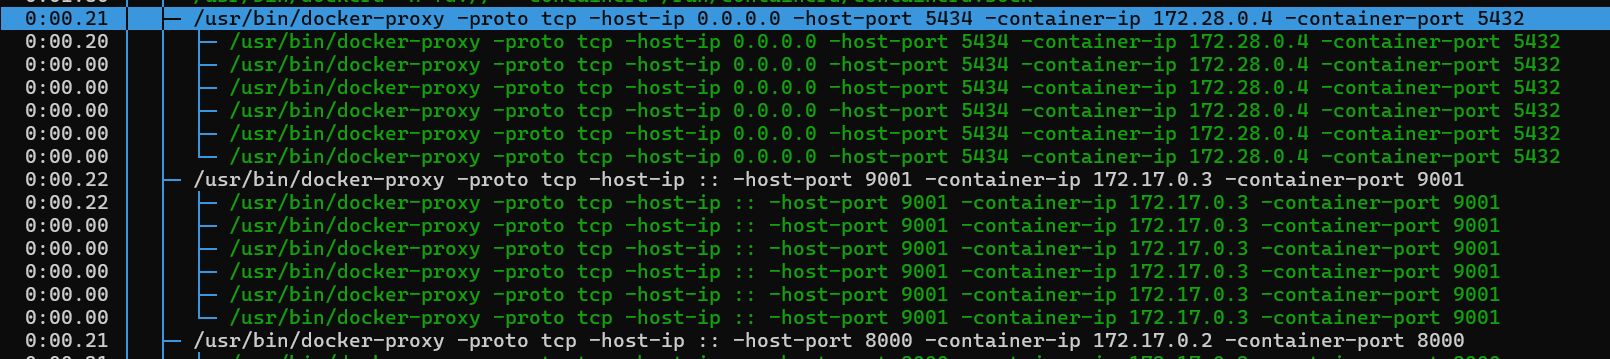 0:00.21 /usr/bin/docker-proxy -proto tcp -host-ip 0.0.0.0 -host-port 5434 -container-ip 172.28.0.4 -container-port 5432
0:00.20 /usr/bin/docker-proxy -proto tcp -host-ip 0.0.0.0 -host-port 5434 -container-ip 172.28.0.4 -container-port 5432
0:00.00 /usr/bin/docker-proxy -proto tcp -host-ip 0.0.0.0 -host-port 5434 -container-ip 172.28.0.4 -container-port 5432
0:00.00 /usr/bin/docker-proxy -proto tcp -host-ip 0.0.0.0 -host-port 5434 -container-ip 172.28.0.4 -container-port 5432
0:00.00 /usr/bin/docker-proxy -proto tcp -host-ip 0.0.0.0 -host-port 5434 -container-ip 172.28.0.4 -container-port 5432
0:00.00 /usr/bin/docker-proxy -proto tcp -host-ip 0.0.0.0 -host-port 5434 -container-ip 172.28.0.4 -container-port 5432
0:00.00 /usr/bin/docker-proxy -proto tcp -host-ip 0.0.0.0 -host-port 5434 -container-ip 172.28.0.4 -container-port 5432
0:00.22 /usr/bin/docker-proxy -proto tcp -host-ip :: -host-port 9001 -container-ip 172.17.0.3 -container-port 9001
0:00.22 /usr/bin/docker-proxy -proto tcp -host-ip :: -host-port 9001 -container-ip 172.17.0.3 -container-port 9001
0:00.00 /usr/bin/docker-proxy -proto tcp -host-ip :: -host-port 9001 -container-ip 172.17.0.3 -container-port 9001
0:00.00 /usr/bin/docker-proxy -proto tcp -host-ip :: -host-port 9001 -container-ip 172.17.0.3 -container-port 9001
0:00.00 /usr/bin/docker-proxy -proto tcp -host-ip :: -host-port 9001 -container-ip 172.17.0.3 -container-port 9001
0:00.00 /usr/bin/docker-proxy -proto tcp -host-ip :: -host-port 9001 -container-ip 172.17.0.3 -container-port 9001
0:00.00 /usr/bin/docker-proxy -proto tcp -host-ip :: -host-port 9001 -container-ip 172.17.0.3 -container-port 9001
0:00.21 /usr/bin/docker-proxy -proto tcp -host-ip :: -host-port 8000 -container-ip 172.17.0.2 -container-port 8000